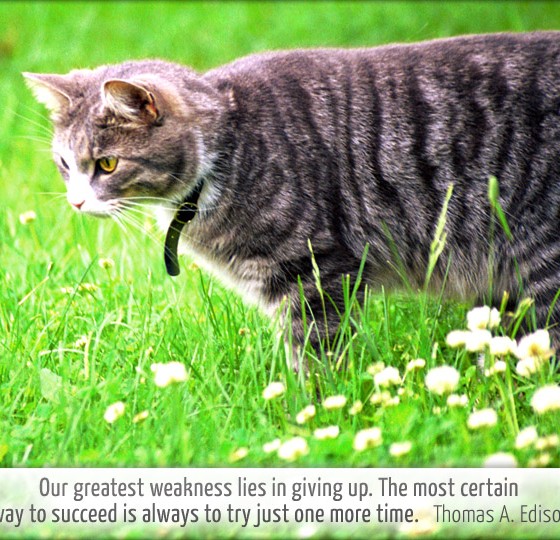 Our greatest weakness lies in giving up. The most certain
way to succeed is always to try just one more time. Thomas A. Ediso